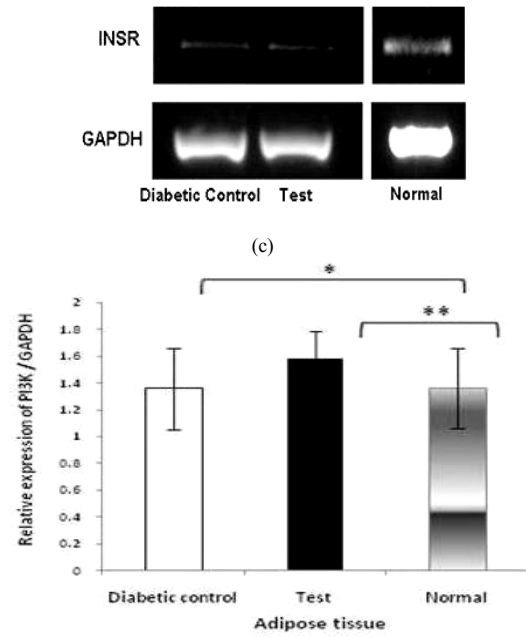 INSR
GAPDH
Diabetic Control Test Normal
(c)
*
**
Relative expression of PI3K/GAPDH
2
1.8
1.6
1.4
1.2
1
0.8
0.6
0.4
0.2
0
Diabetic control Test Normal
Adipose tissue